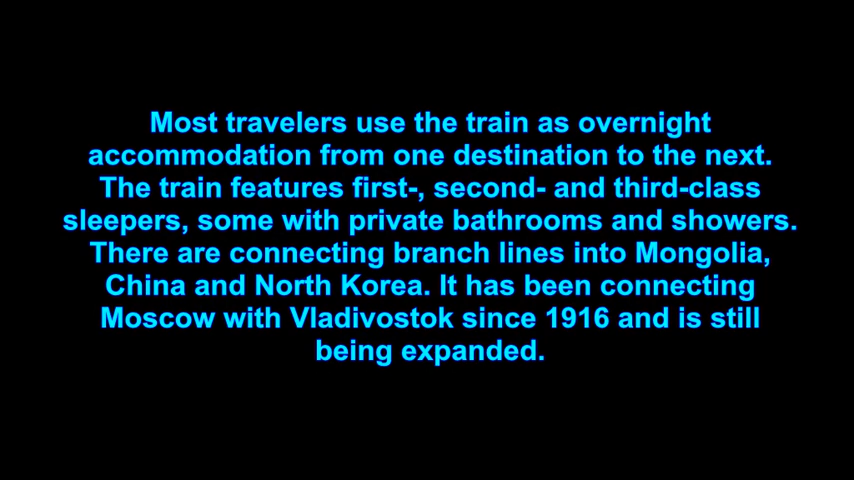 Most travelers use the train as overnight
accommodation from one destination to the next.
The train features first-, second- and third-class
sleepers, some with private bathrooms and showers.
There are connecting branch lines into Mongolia,
China and North Korea. It has been connecting
Moscow with Vladivostok since 1916 and is still
being expanded.